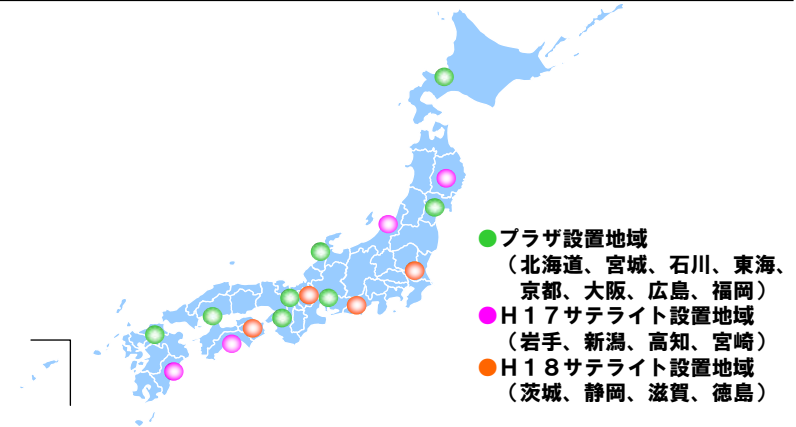 ●プラザ設置地域
（北海道、宮城、石川、東海、
京都、大阪、広島、福岡）
●Ｈ１７サテライト設置地域
（岩手、新潟、高知、宮崎）
●Ｈ１８サテライト設置地域
（茨城、静岡、滋賀、徳島）